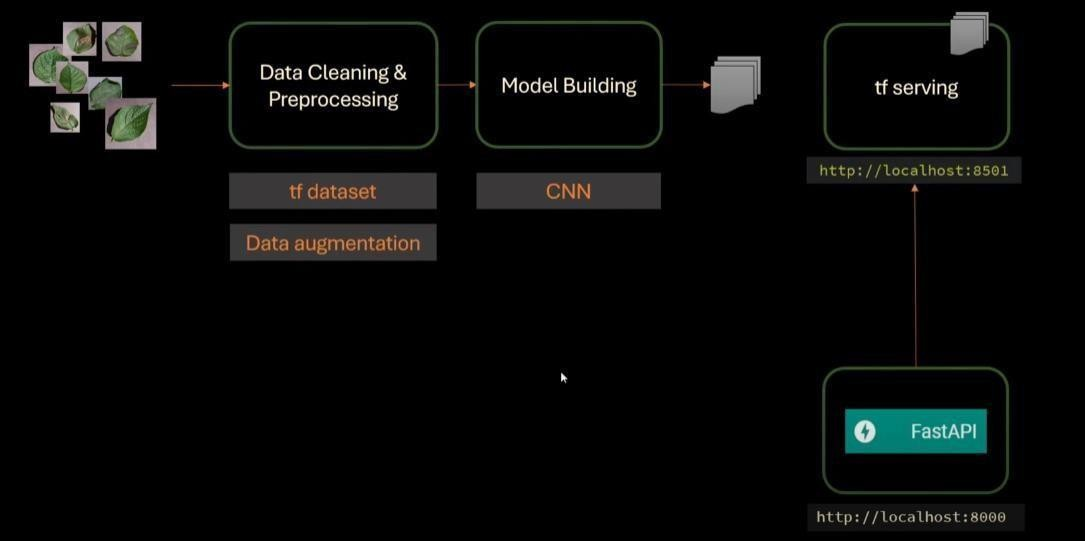 Data Cleaning &
Preprocessing
Model Building
tf serving
http://localhost:8501
tf dataset
CNN
Data augmentation
FastAPI
http://localhost:8000